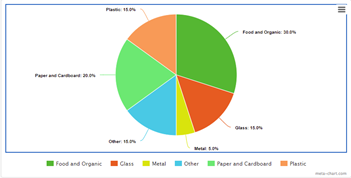 Plastic: 15.0%
Food and Organic: 30.0%
Paper and Cardboard: 20.0%
Glass: 15.0%
Other: 15.0%
Metal: 5.0%
Food and Organic Glass Metal Other Paper and Cardboard Plastic
meta-chart.com